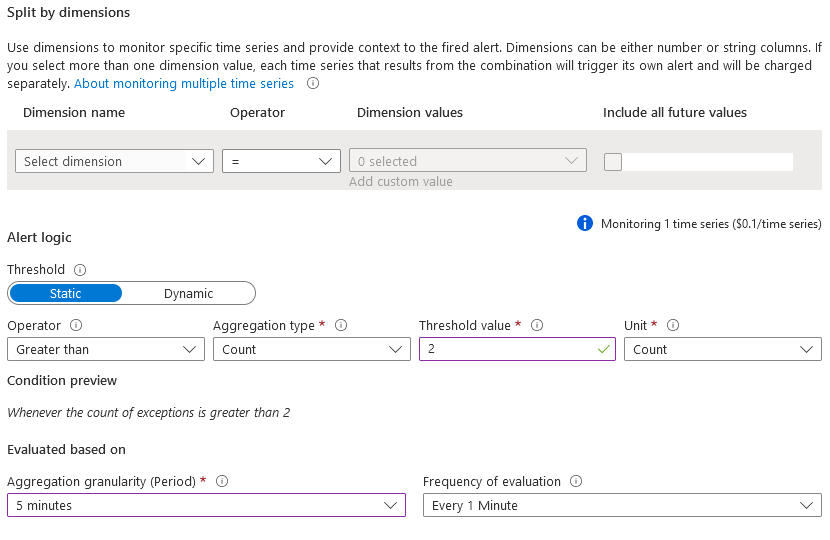 Split by dimensions
Use dimensions to monitor specific time series and provide context to the fired alert. Dimensions can be either number or string columns. If
you select more than one dimension value, each time series that results from the combination will trigger its own alert and will be charged
separately. About monitoring multiple time series
Dimension name Operator Dimension values Include all future values
Select dimension = 0 selected
Add custom value
Monitoring 1 time series ($0.1/time series)
Alert logic
Threshold
Static Dynamic
Operator Aggregation type * Threshold value * Unit *
Greater than Count 2 Count
Condition preview
Whenever the count of exceptions is greater than 2
Evaluated based on
Aggregation granularity (Period) * Frequency of evaluation
5 minutes Every 1 Minute